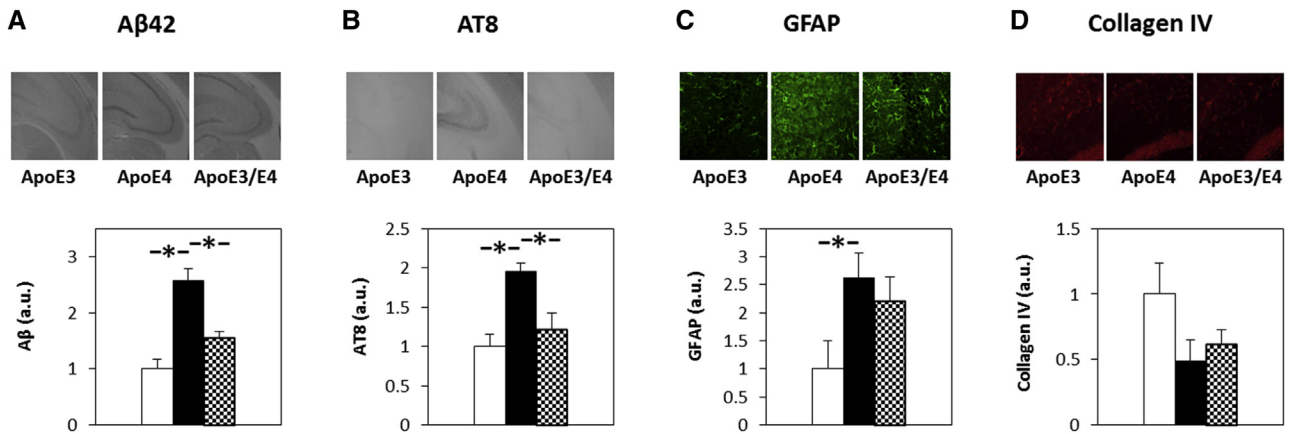 A Aβ42
ApoE3 ApoE4 ApoE3/E4
Aβ (a.u.)
3
2
1
0
–*– –*–
B AT8
ApoE3 ApoE4 ApoE3/E4
AT8 (a.u.)
2.5
2
1.5
1
0.5
0
–*– –*–
C GFAP
ApoE3 ApoE4 ApoE3/E4
GFAP (a.u.)
3.5
3
2.5
2
1.5
1
0.5
0
–*–
D Collagen IV
ApoE3 ApoE4 ApoE3/E4
Collagen IV (a.u.)
1.5
1
0.5
0